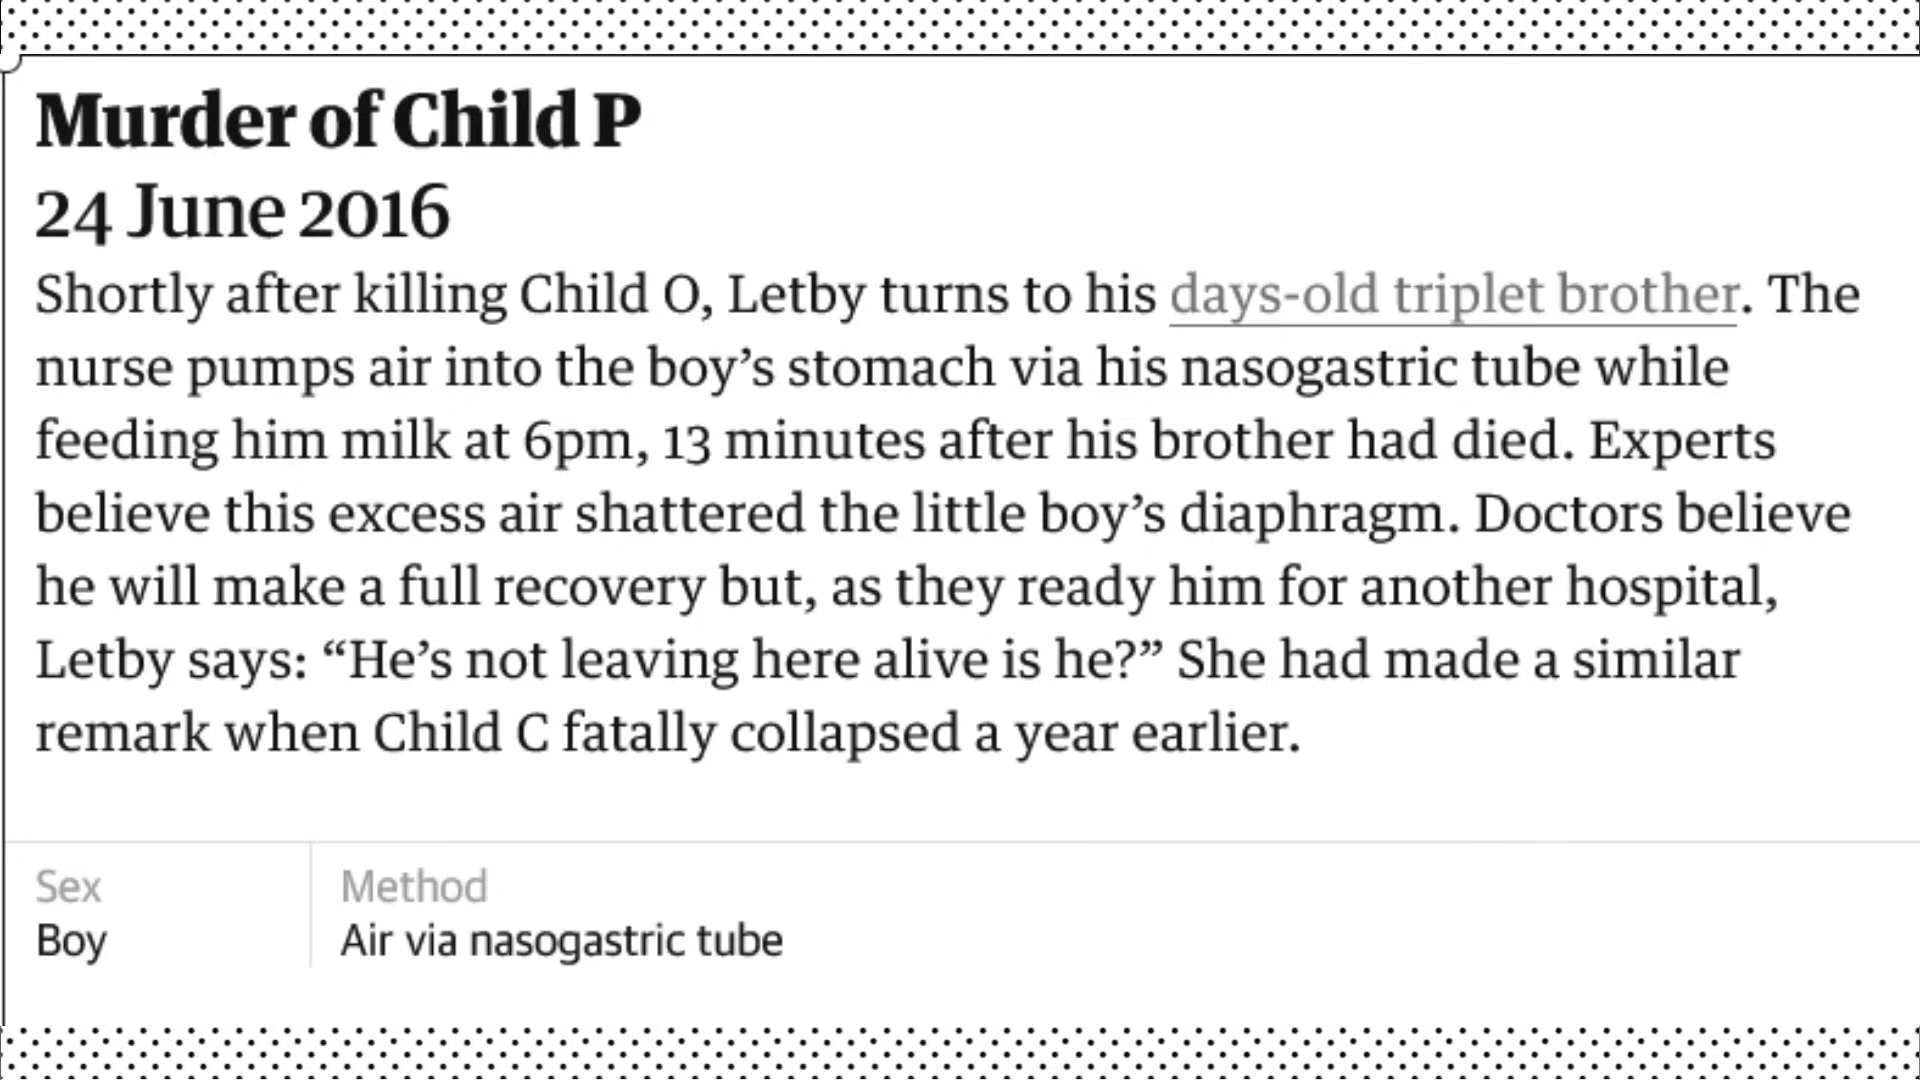 Murder of Child P
24 June 2016
Shortly after killing Child O, Letby turns to his days-old triplet brother. The
nurse pumps air into the boy’s stomach via his nasogastric tube while
feeding him milk at 6pm, 13 minutes after his brother had died. Experts
believe this excess air shattered the little boy’s diaphragm. Doctors believe
he will make a full recovery but, as they ready him for another hospital,
Letby says: “He’s not leaving here alive is he?” She had made a similar
remark when Child C fatally collapsed a year earlier.
Sex
Boy
Method
Air via nasogastric tube